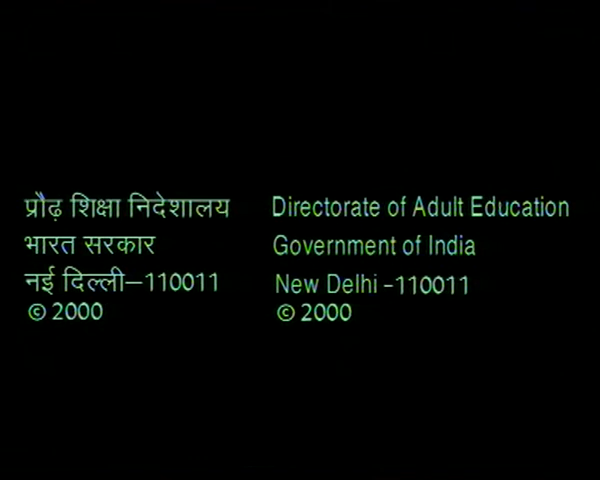 प्रौढ़ शिक्षा निदेशालय
भारत सरकार
नई दिल्ली–110011
© 2000
Directorate of Adult Education
Government of India
New Delhi -110011
© 2000